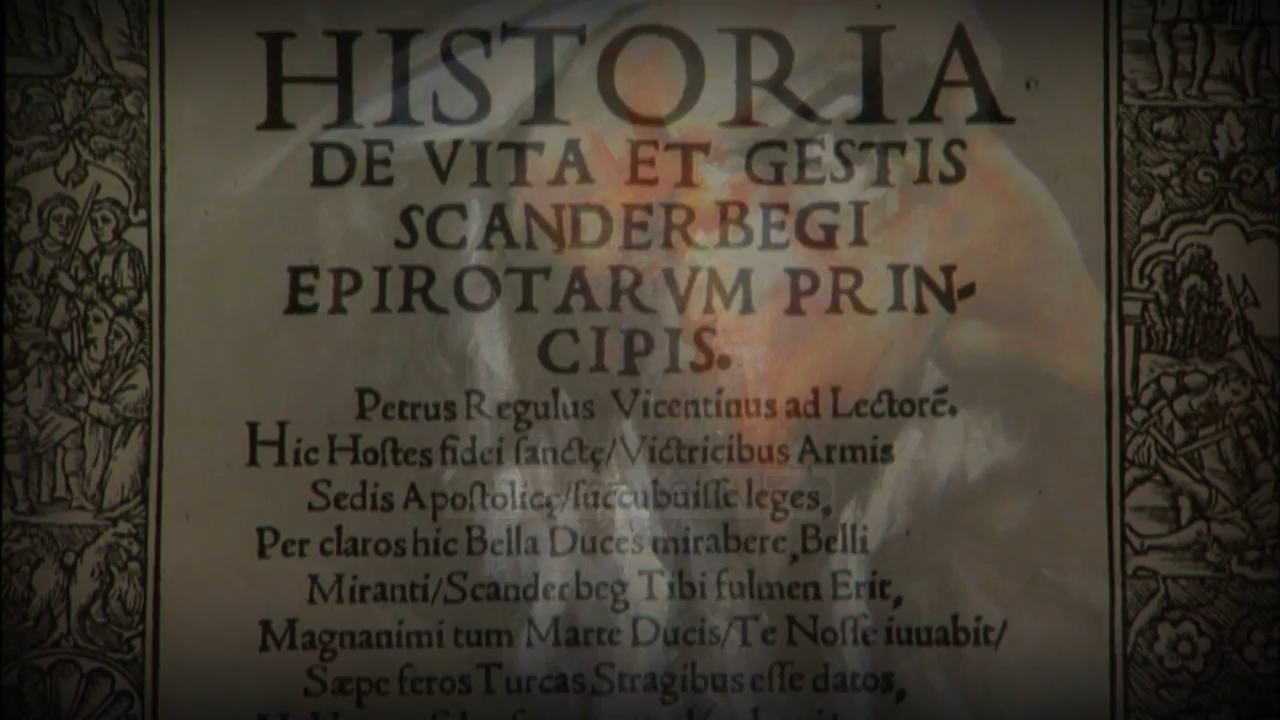 HISTORIA
DE VITA ET GESTIS
SCANDERBEGI
EPIROTARVM PRIN-
CIPIS.
Petrus Regulus Vicentinus ad Lectorē.
Hic Hoſtes fidei ſanctę/Victricibus Armis
Sedis Apoſtolicę/ſuccubuiſſe leges,
Per claros hic Bella Duces mirabere, Belli
Miranti/Scanderbeg Tibi fulmen Erit,
Magnanimi tum Marte Ducis/Te Noſſe iuuabit/
Sæpe feros Turcas, Stragibus eſſe datos,